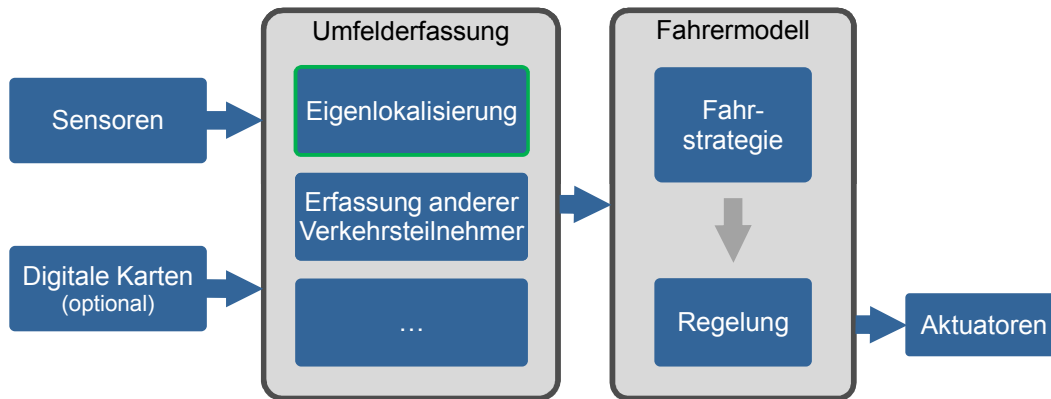 Umfelderfassung
Fahrermodell
Sensoren
Eigenlokalisierung
Fahr-
strategie
Erfassung anderer
Verkehrsteilnehmer
Digitale Karten
(optional)
…
Regelung
Aktuatoren